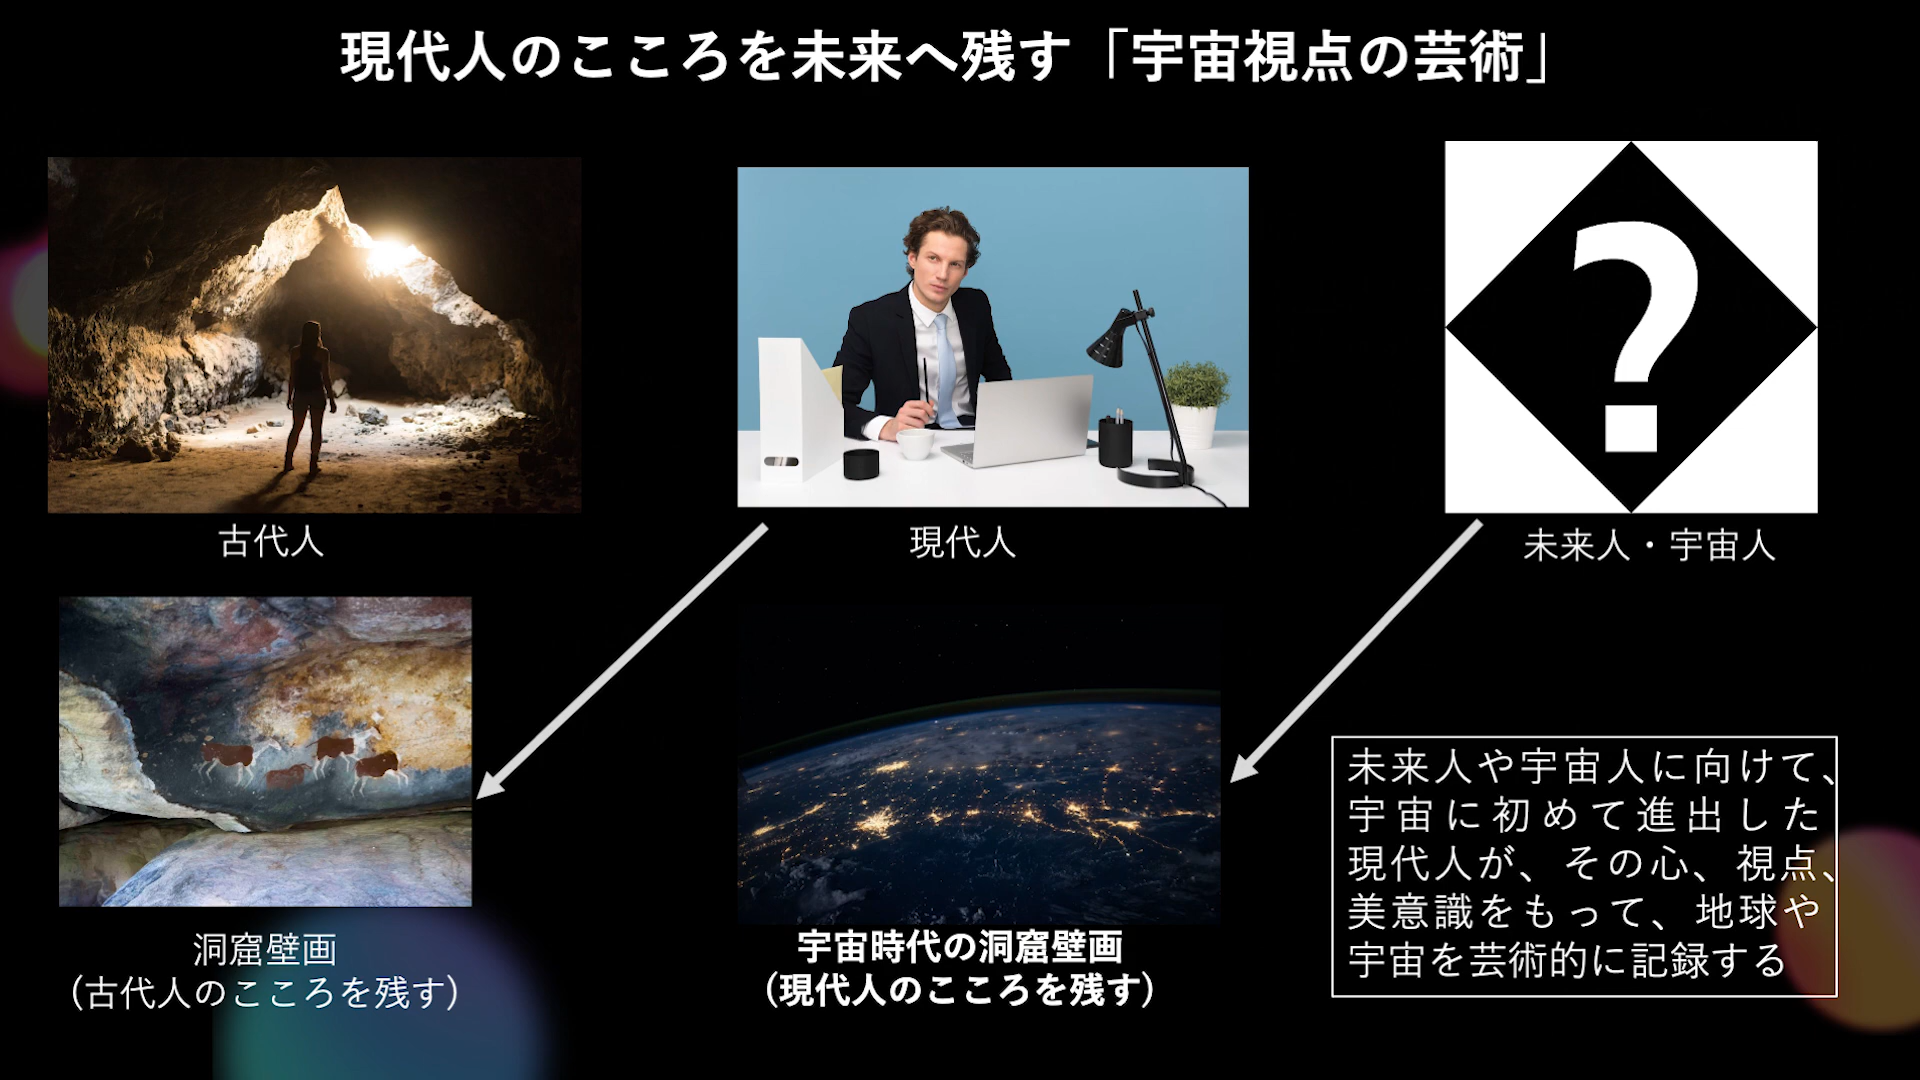 現代人のこころを未来へ残す「宇宙視点の芸術」
?
古代人
現代人
未来人・宇宙人
洞窟壁画
（古代人のこころを残す）
宇宙時代の洞窟壁画
（現代人のこころを残す）
未来人や宇宙人に向けて、
宇宙に初めて進出した
現代人が、その心、視点、
美意識をもって、地球や
宇宙を芸術的に記録する